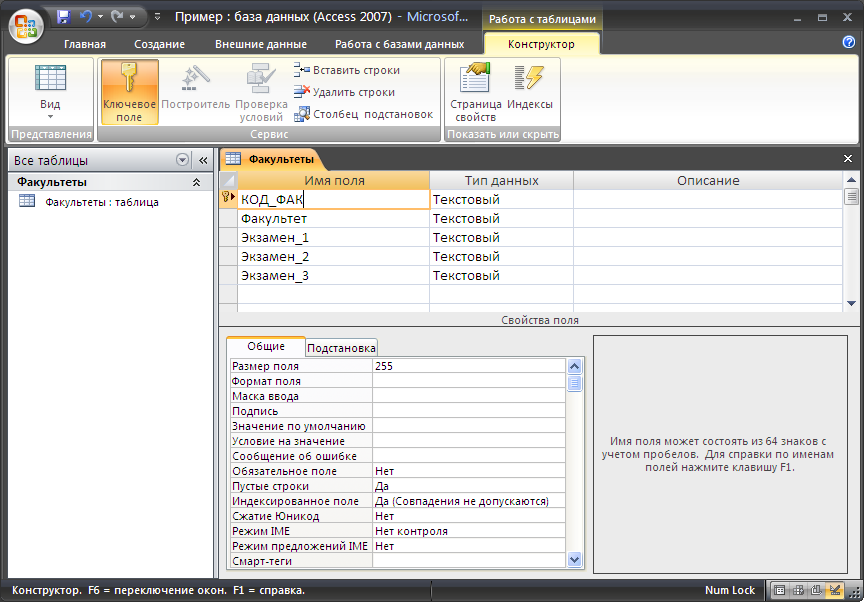 Пример : база данных (Access 2007) - Microsoft...
Работа с таблицами
Главная Создание Внешние данные Работа с базами данных Конструктор
Вид
Ключевое поле
Построитель
Проверка условий
Вставить строки
Удалить строки
Столбец подстановок
Страница свойств
Индексы
Представления Сервис Показать или скрыть
Все таблицы «
Факультеты
Факультеты : таблица
Факультеты
Имя поля Тип данных Описание
КОД_ФАК Текстовый
Факультет Текстовый
Экзамен_1 Текстовый
Экзамен_2 Текстовый
Экзамен_3 Текстовый
Свойства поля
Общие Подстановка
Размер поля 255
Формат поля
Маска ввода
Подпись
Значение по умолчанию
Условие на значение
Сообщение об ошибке
Обязательное поле Нет
Пустые строки Да
Индексированное поле Да (Совпадения не допускаются)
Сжатие Юникод Нет
Режим IME Нет контроля
Режим предложений IME Нет
Смарт-теги
Имя поля может состоять из 64 знаков с
учетом пробелов. Для справки по именам
полей нажмите клавишу F1.
Конструктор. F6 = переключение окон. F1 = справка. Num Lock